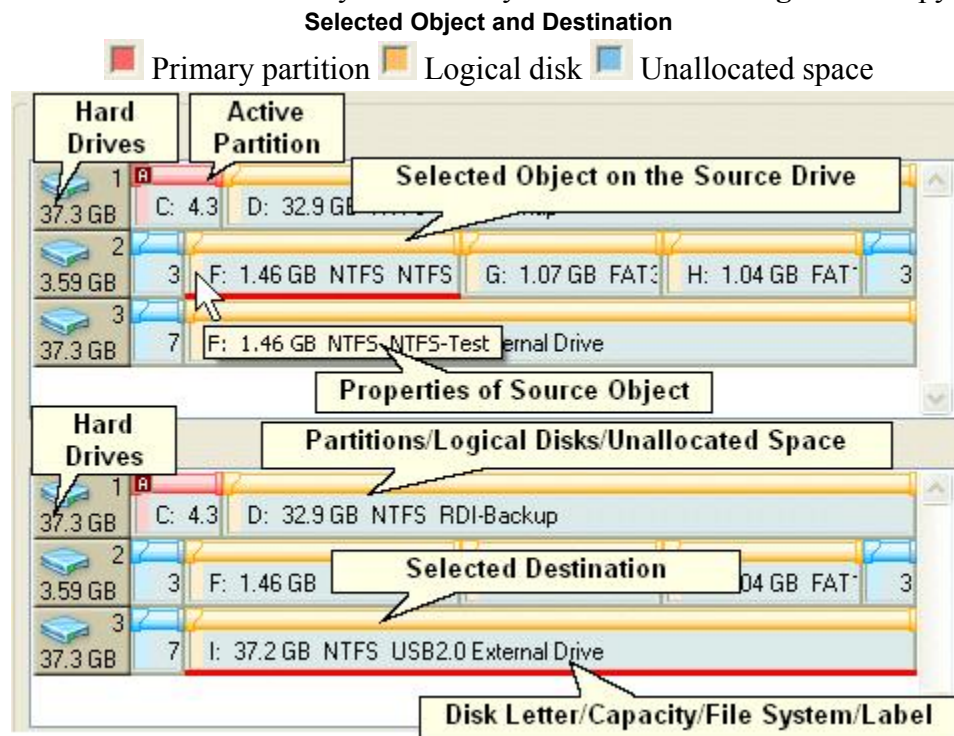 Selected Object and Destination
Primary partition Logical disk Unallocated space
Hard Drives
Active Partition
Selected Object on the Source Drive
1
37.3 GB
C: 4.3
D: 32.9 GB
2
3.59 GB
3
F: 1.46 GB NTFS NTFS
G: 1.07 GB
H: 1.04 GB
3
3
37.3 GB
7
F: 1.46 GB NTFS NTFS-Test
Drive
Properties of Source Object
Hard Drives
Partitions/Logical Disks/Unallocated Space
1
A
37.3 GB
C: 4.3
D: 32.9 GB NTFS RDI-Backup
2
3.59 GB
3
F: 1.46 GB
Selected Destination
04 GB
3
3
37.3 GB
7
I: 37.2 GB NTFS USB2.0 External Drive
Disk Letter/Capacity/File System/Label